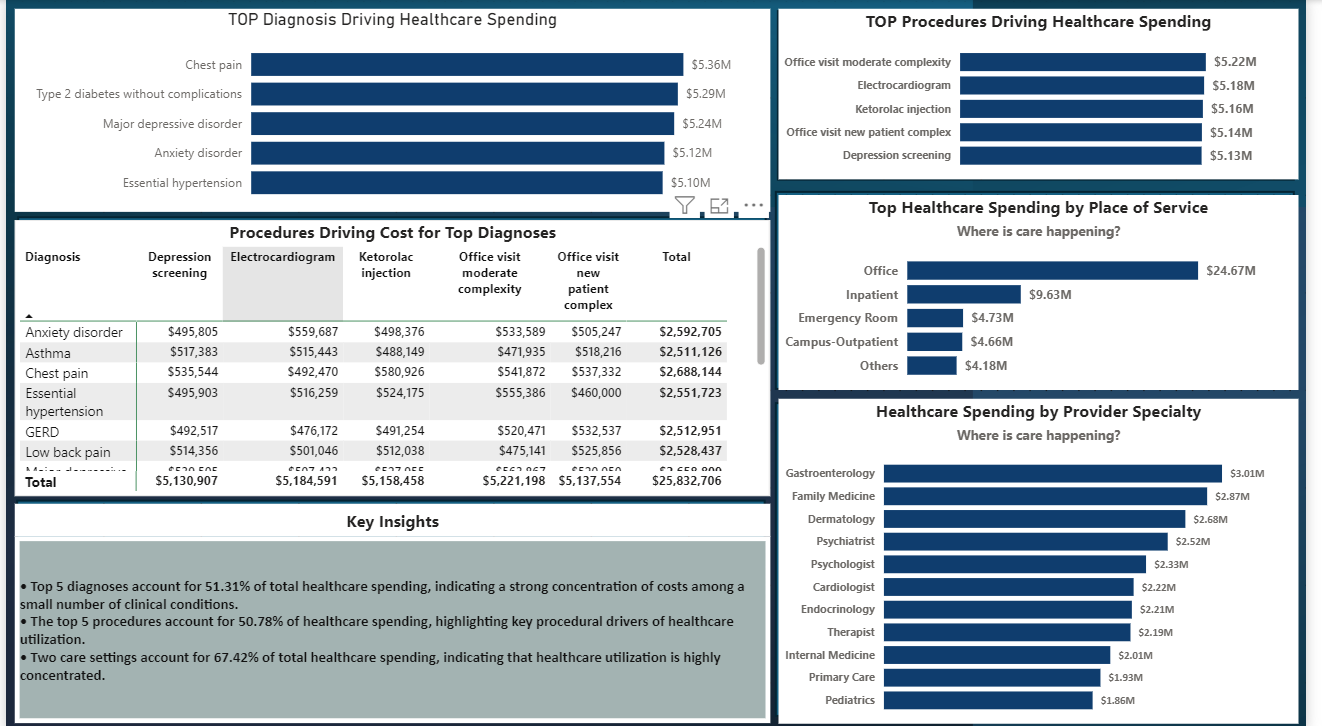 TOP Diagnosis Driving Healthcare Spending
Chest pain $5.36M
Type 2 diabetes without complications $5.29M
Major depressive disorder $5.24M
Anxiety disorder $5.12M
Essential hypertension $5.10M
Procedures Driving Cost for Top Diagnoses
Diagnosis Depression Electrocardiogram Ketorolac Office visit Office visit Total
screening injection moderate new
complexity patient
complex
Anxiety disorder $495,805 $559,687 $498,376 $533,589 $505,247 $2,592,705
Asthma $517,383 $515,443 $488,149 $471,935 $518,216 $2,511,126
Chest pain $535,544 $492,470 $580,926 $541,872 $537,332 $2,688,144
Essential $495,903 $516,259 $524,175 $555,386 $460,000 $2,551,723
hypertension
GERD $492,517 $476,172 $491,254 $520,471 $532,537 $2,512,951
Low back pain $514,356 $501,046 $512,038 $475,141 $525,856 $2,528,437
Total $5,130,907 $5,184,591 $5,158,458 $5,221,198 $5,137,554 $25,832,706
Key Insights
• Top 5 diagnoses account for 51.31% of total healthcare spending, indicating a strong concentration of costs among a
small number of clinical conditions.
• The top 5 procedures account for 50.78% of healthcare spending, highlighting key procedural drivers of healthcare
utilization.
• Two care settings account for 67.42% of total healthcare spending, indicating that healthcare utilization is highly
concentrated.
TOP Procedures Driving Healthcare Spending
Office visit moderate complexity $5.22M
Electrocardiogram $5.18M
Ketorolac injection $5.16M
Office visit new patient complex $5.14M
Depression screening $5.13M
Top Healthcare Spending by Place of Service
Where is care happening?
Office $24.67M
Inpatient $9.63M
Emergency Room $4.73M
Campus-Outpatient $4.66M
Others $4.18M
Healthcare Spending by Provider Specialty
Where is care happening?
Gastroenterology $3.01M
Family Medicine $2.87M
Dermatology $2.68M
Psychiatrist $2.52M
Psychologist $2.33M
Cardiologist $2.22M
Endocrinology $2.21M
Therapist $2.19M
Internal Medicine $2.01M
Primary Care $1.93M
Pediatrics $1.86M